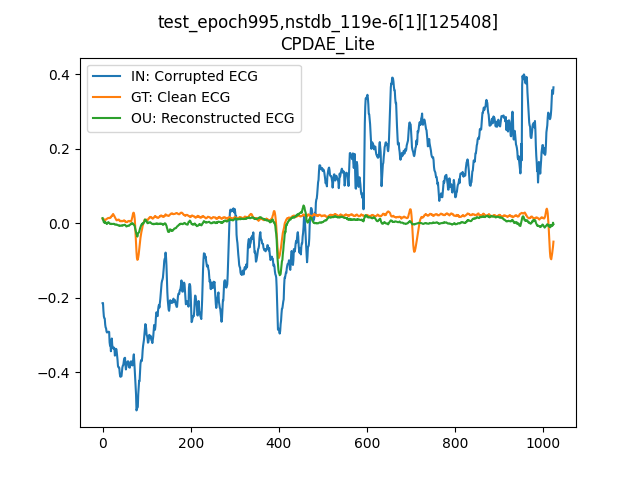 test_epoch995,nstdb_119e-6[1][125408]
CPDAE_Lite
IN: Corrupted ECG
GT: Clean ECG
OU: Reconstructed ECG
0.4
0.2
0.0
−0.2
−0.4
0 200 400 600 800 1000